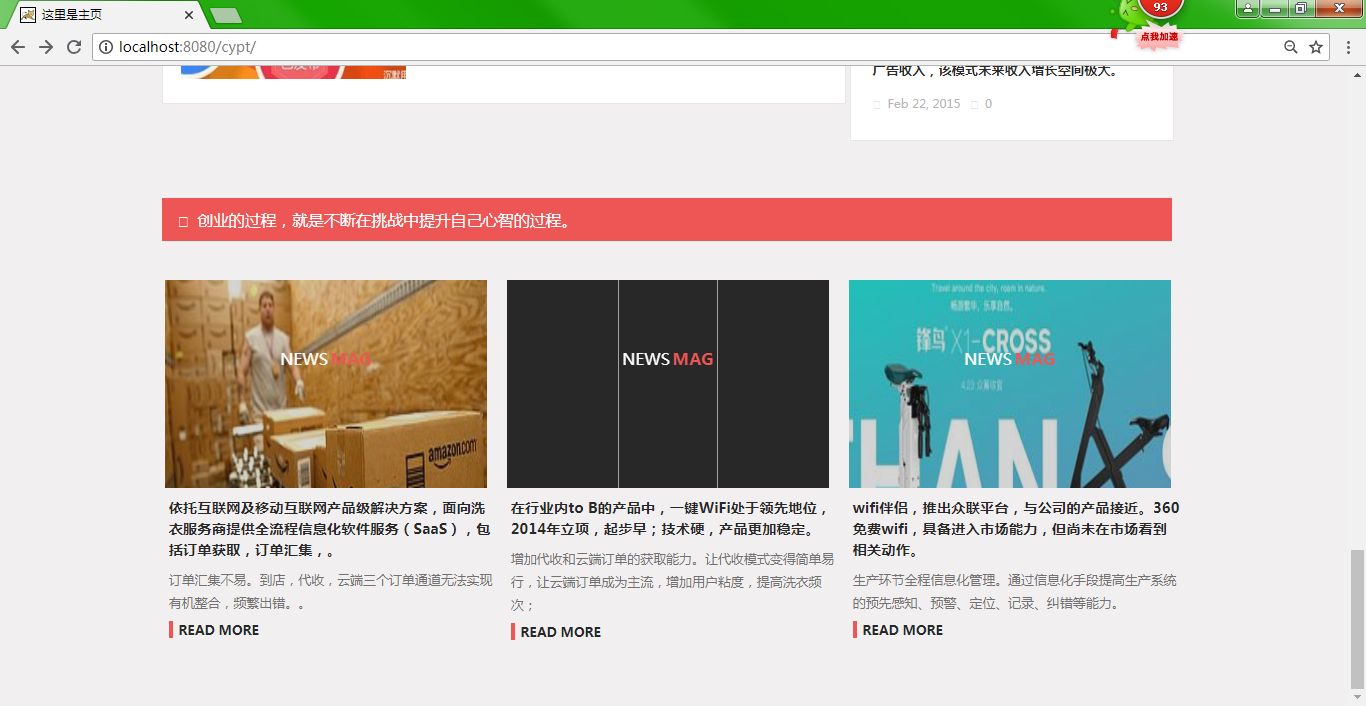 这里是主页
93
点我加速
localhost:8080/cypt/
广告收入，该模式未来收入增长空间极大。
Feb 22, 2015 0
创业的过程，就是不断在挑战中提升自己心智的过程。
NEWS MAG
amazon.com
依托互联网及移动互联网产品级解决方案，面向洗
衣服务商提供全流程信息化软件服务（SaaS），包
括订单获取，订单汇集，。
订单汇集不易。到店，代收，云端三个订单通道无法实现
有机整合，频繁出错。。
READ MORE
NEWS MAG
在行业内to B的产品中，一键WiFi处于领先地位，
2014年立项，起步早；技术硬，产品更加稳定。
增加代收和云端订单的获取能力。让代收模式变得简单易
行，让云端订单成为主流，增加用户粘度，提高洗衣频
次；
READ MORE
Travel around the city, roam in nature.
畅游繁华，乐享自然。
锋鸟 X1-CROSS
NEWS MAG
4.23 众筹收官
THAN
wifi伴侣，推出众联平台，与公司的产品接近。360
免费wifi，具备进入市场能力，但尚未在市场看到
相关动作。
生产环节全程信息化管理。通过信息化手段提高生产系统
的预先感知、预警、定位、记录、纠错等能力。
READ MORE